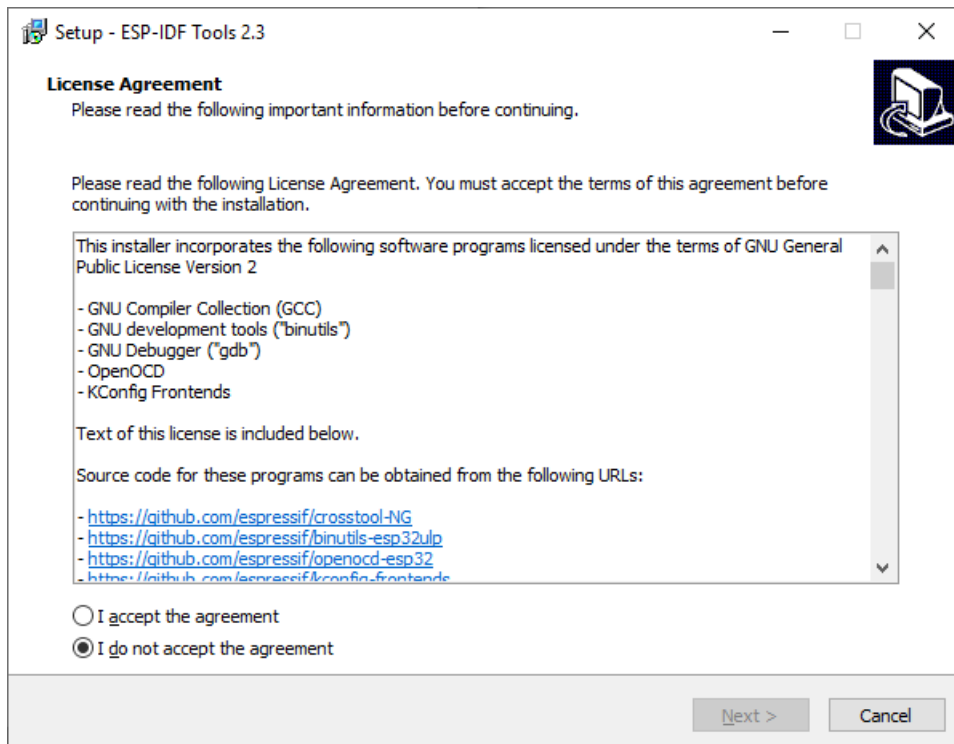 Setup - ESP-IDF Tools 2.3
License Agreement
Please read the following important information before continuing.
Please read the following License Agreement. You must accept the terms of this agreement before
continuing with the installation.
This installer incorporates the following software programs licensed under the terms of GNU General
Public License Version 2
- GNU Compiler Collection (GCC)
- GNU development tools ("binutils")
- GNU Debugger ("gdb")
- OpenOCD
- KConfig Frontends
Text of this license is included below.
Source code for these programs can be obtained from the following URLs:
- https://github.com/espressif/crosstool-NG
- https://github.com/espressif/binutils-esp32ulp
- https://github.com/espressif/openocd-esp32
- https://github.com/espressif/kconfig-frontends
I accept the agreement
I do not accept the agreement
Next >
Cancel